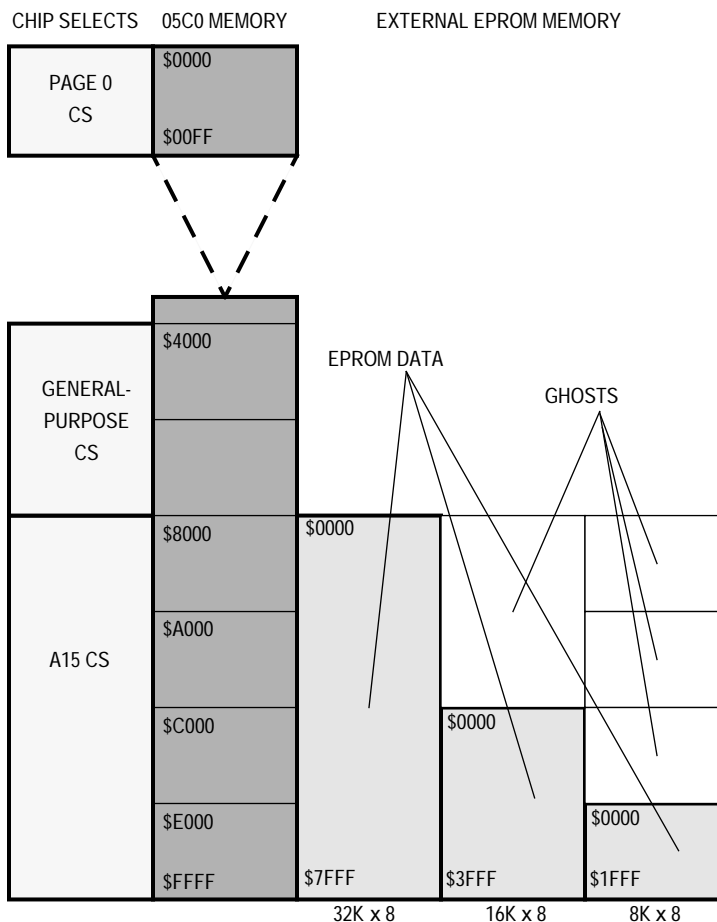 CHIP SELECTS 05C0 MEMORY EXTERNAL EPROM MEMORY
PAGE 0
CS
$0000
$00FF
$4000
GENERAL-
PURPOSE
CS
EPROM DATA
GHOSTS
$8000
$0000
$A000
A15 CS
$C000
$0000
$E000
$0000
$FFFF
$7FFF
$3FFF
$1FFF
32K x 8
16K x 8
8K x 8